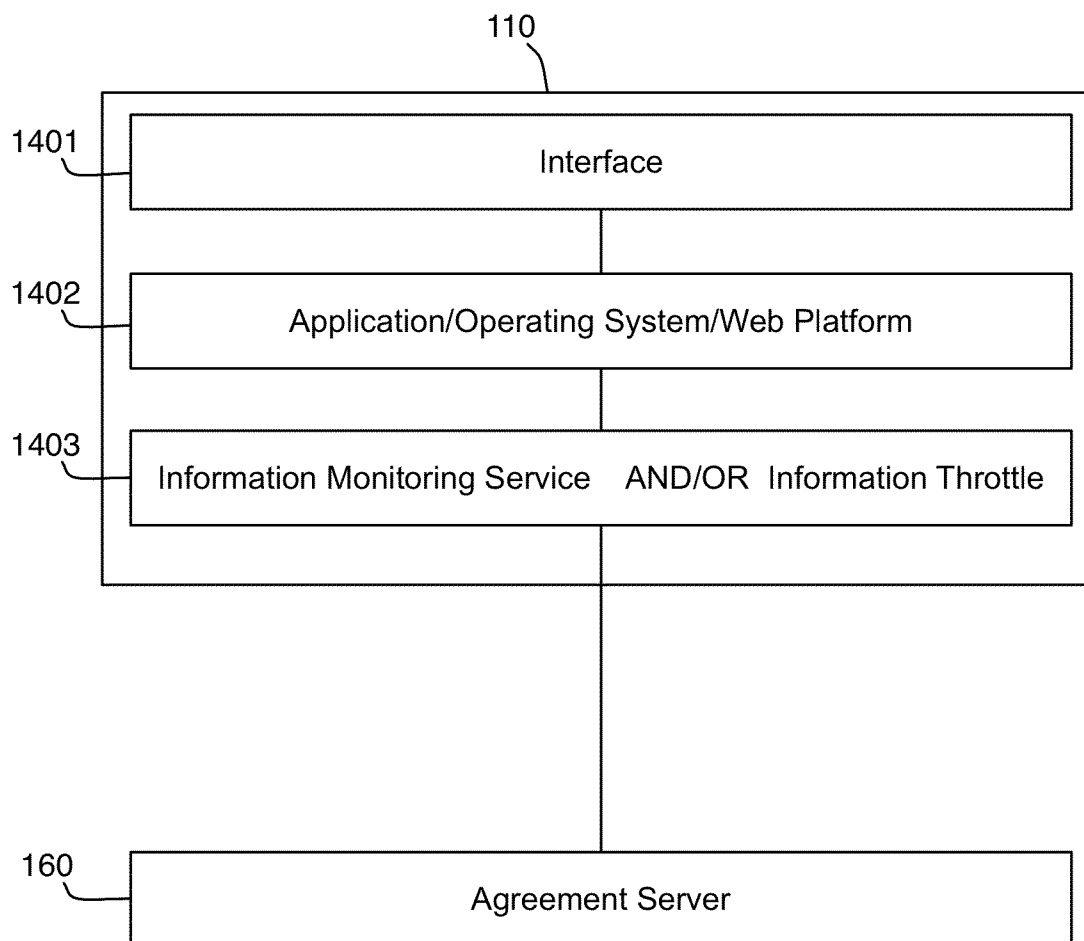 110
1401
Interface
1402
Application/Operating System/Web Platform
1403
Information Monitoring Service AND/OR Information Throttle
160
Agreement Server